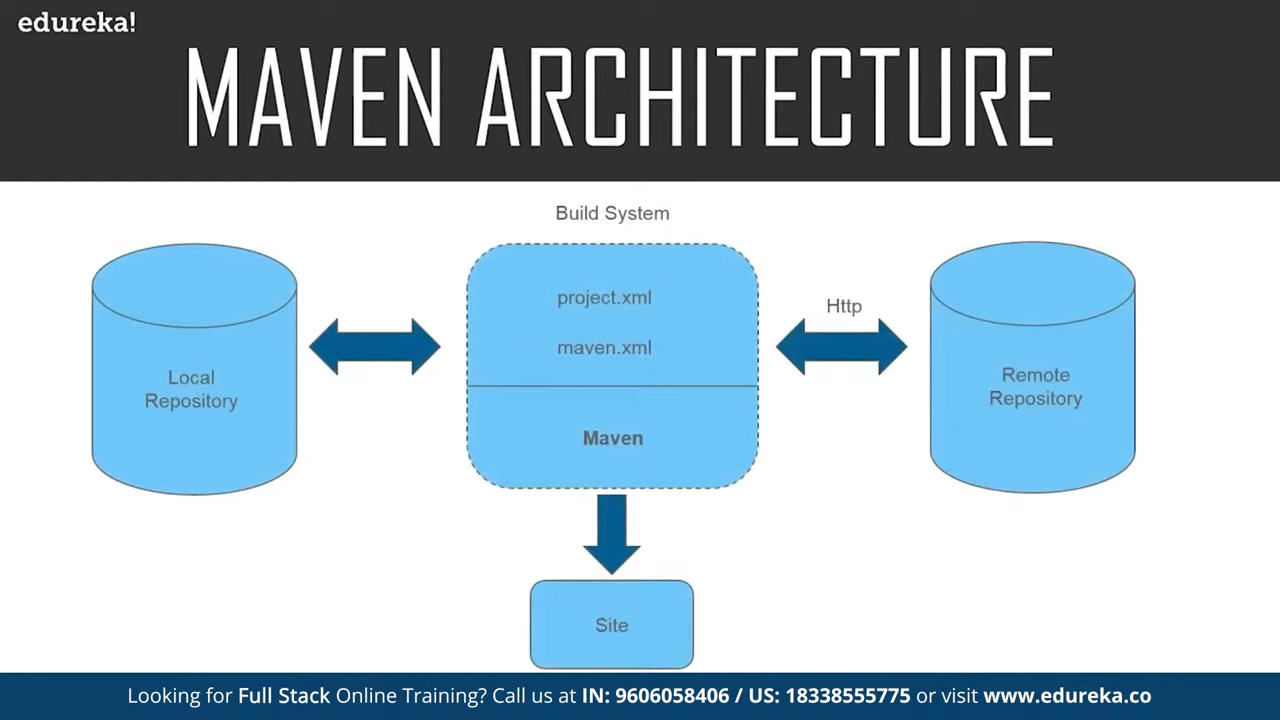 edureka!
MAVEN ARCHITECTURE
Build System
project.xml
maven.xml
Maven
Local
Repository
Http
Remote
Repository
Site
Looking for Full Stack Online Training? Call us at IN: 9606058406 / US: 18338555775 or visit www.edureka.co